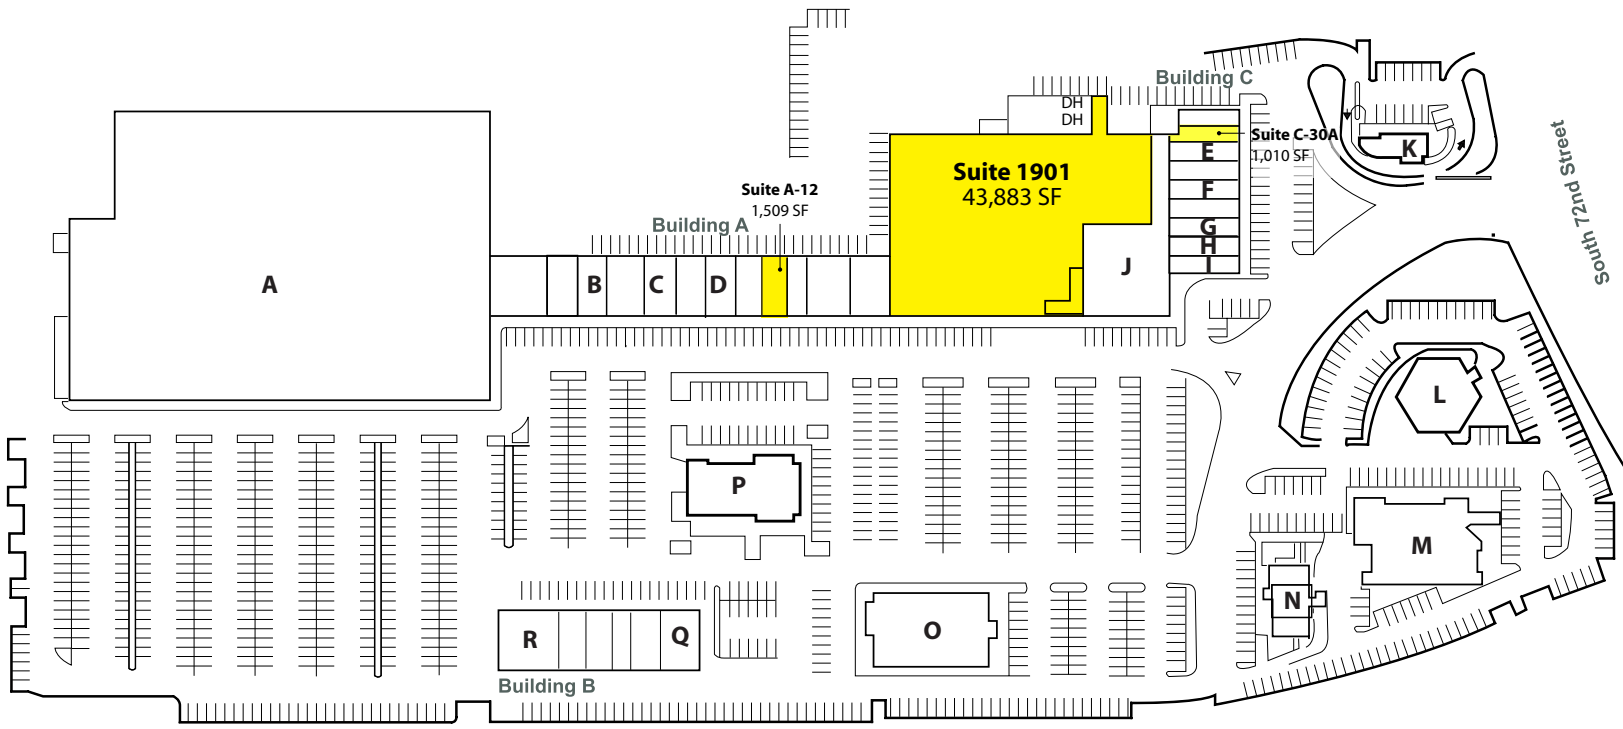 Building C
DH
DH
Suite C-30A
1,010 SF
K
South 72nd Street
E
Suite 1901
43,883 SF
Suite A-12
1,509 SF
F
Building A
G
H
I
J
A
B
C
D
L
P
M
N
R
Q
O
Building B